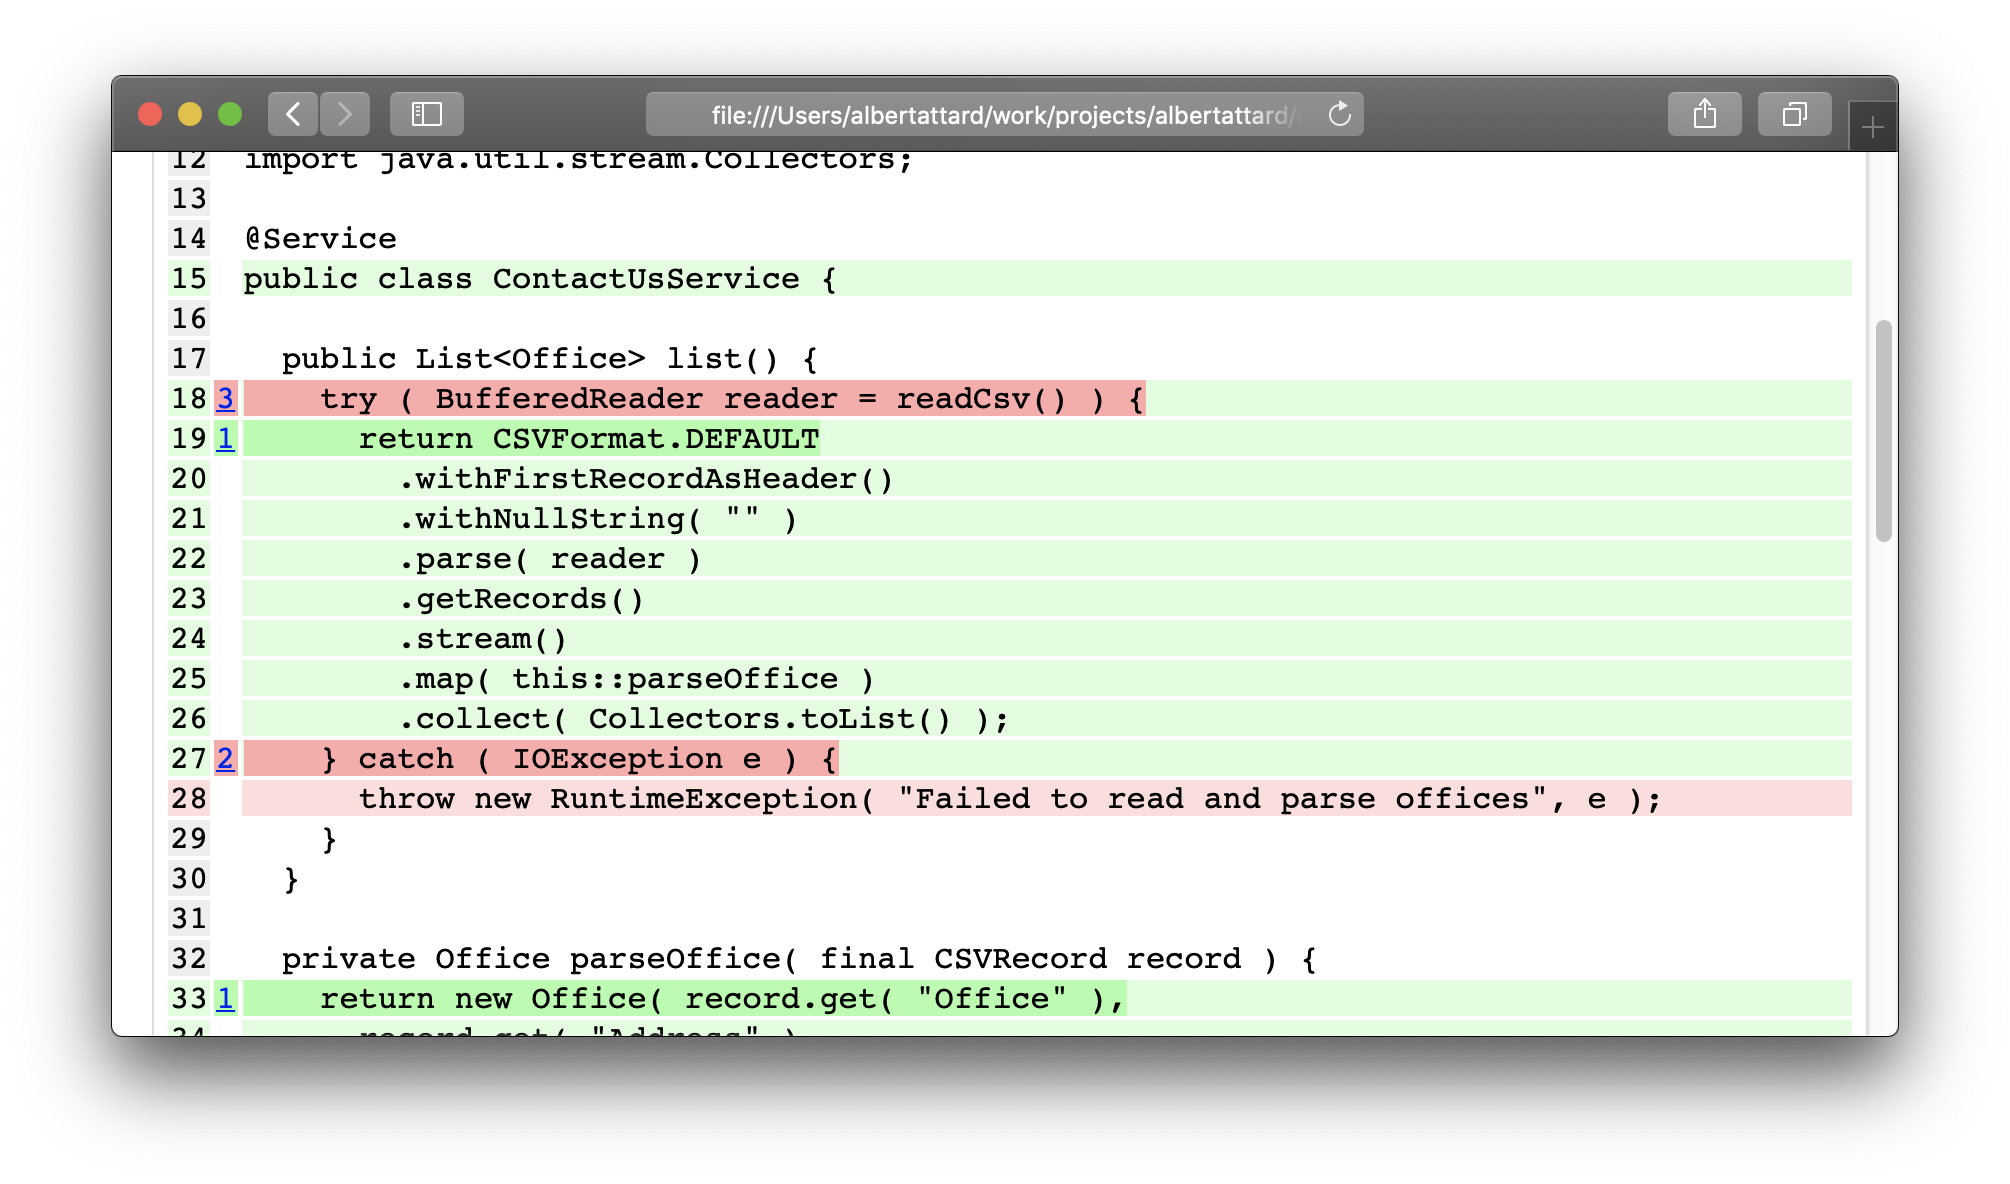 file:///Users/albertattard/work/projects/albertattard/
12 import java.util.stream.Collectors;
13
14 @Service
15 public class ContactUsService {
16
17 public List<Office> list() {
18 3 try ( BufferedReader reader = readCsv() ) {
19 1 return CSVFormat.DEFAULT
20 .withFirstRecordAsHeader()
21 .withNullString( "" )
22 .parse( reader )
23 .getRecords()
24 .stream()
25 .map( this::parseOffice )
26 .collect( Collectors.toList() );
27 2 } catch ( IOException e ) {
28 throw new RuntimeException( "Failed to read and parse offices", e );
29 }
30 }
31
32 private Office parseOffice( final CSVRecord record ) {
33 1 return new Office( record.get( "Office" ),
34 record.get( "Address" )